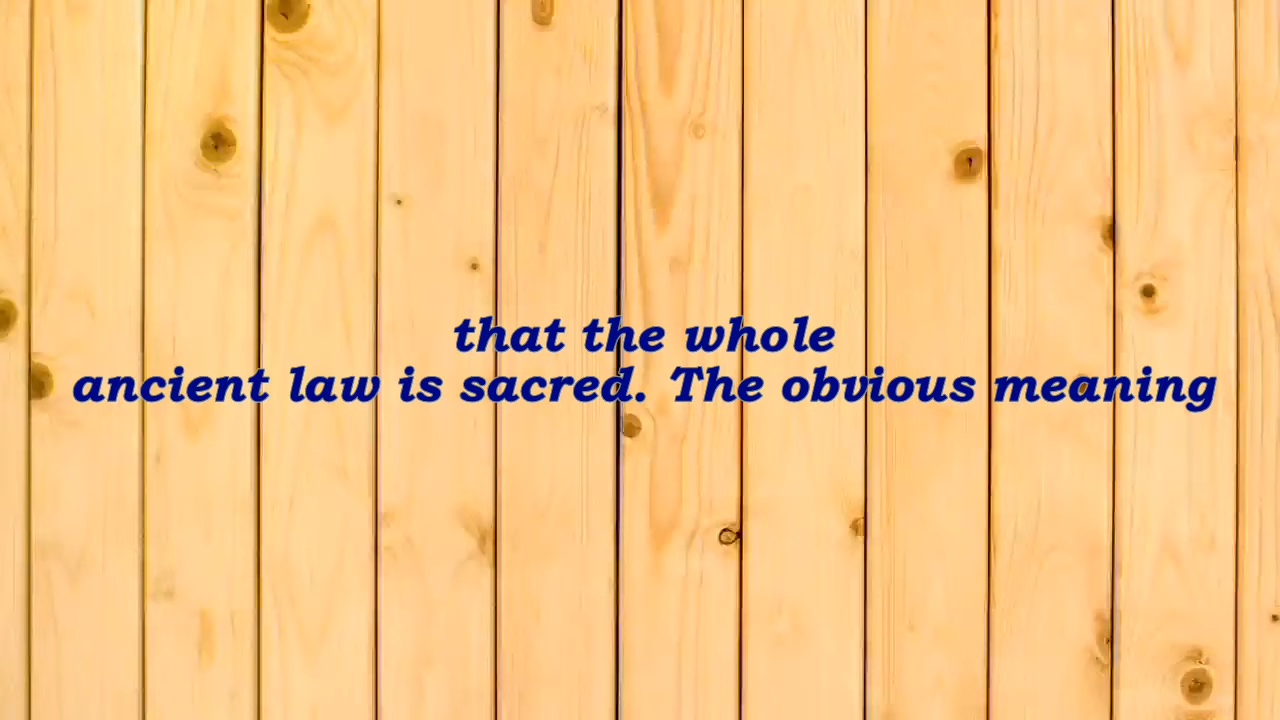 that the whole
ancient law is sacred. The obvious meaning